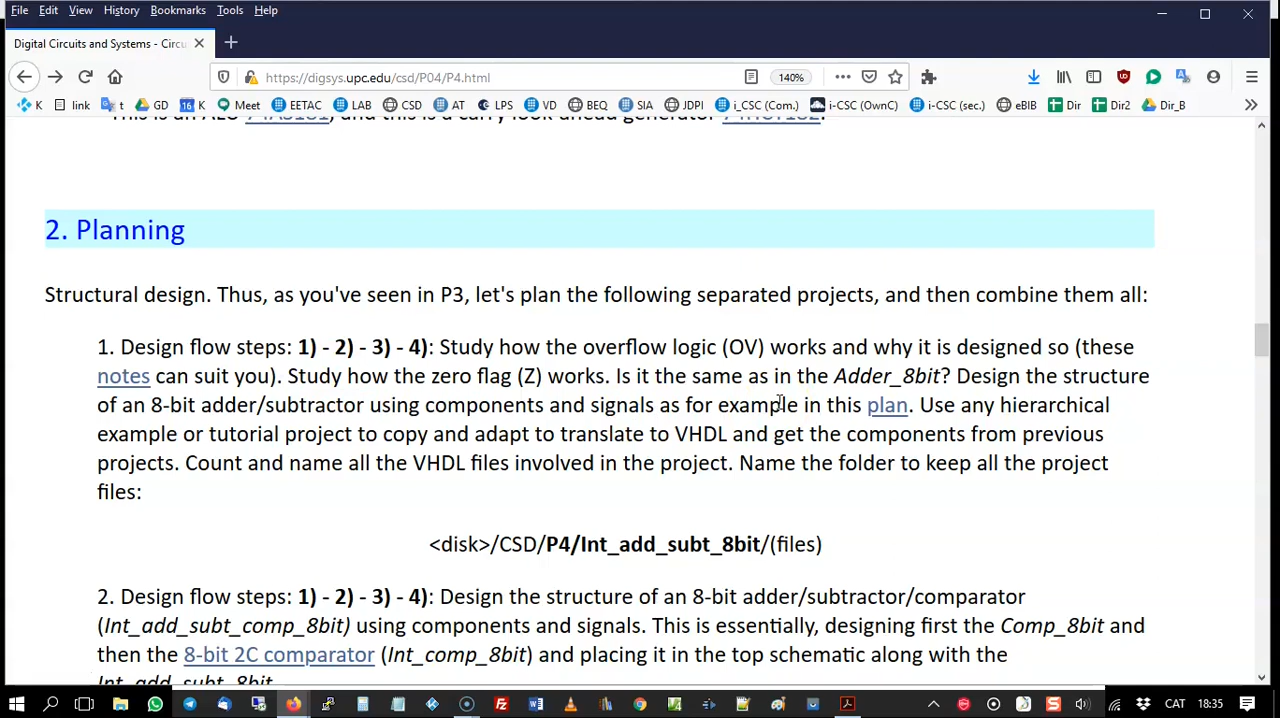 File Edit View History Bookmarks Tools Help
Digital Circuits and Systems - Circu
https://digsys.upc.edu/csd/P04/P4.html 140%
K link t GD K Meet EETAC LAB CSD AT LPS VD BEQ SIA JDPI i_CSC (Com.) i-CSC (OwnC) i-CSC (sec.) eBIB Dir Dir2 Dir_B
2. Planning
Structural design. Thus, as you've seen in P3, let's plan the following separated projects, and then combine them all:
1. Design flow steps: 1) - 2) - 3) - 4): Study how the overflow logic (OV) works and why it is designed so (these
notes can suit you). Study how the zero flag (Z) works. Is it the same as in the Adder_8bit? Design the structure
of an 8-bit adder/subtractor using components and signals as for example in this plan. Use any hierarchical
example or tutorial project to copy and adapt to translate to VHDL and get the components from previous
projects. Count and name all the VHDL files involved in the project. Name the folder to keep all the project
files:
<disk>/CSD/P4/Int_add_subt_8bit/(files)
2. Design flow steps: 1) - 2) - 3) - 4): Design the structure of an 8-bit adder/subtractor/comparator
(Int_add_subt_comp_8bit) using components and signals. This is essentially, designing first the Comp_8bit and
then the 8-bit 2C comparator (Int_comp_8bit) and placing it in the top schematic along with the
Int_add_subt_8bit
CAT 18:35